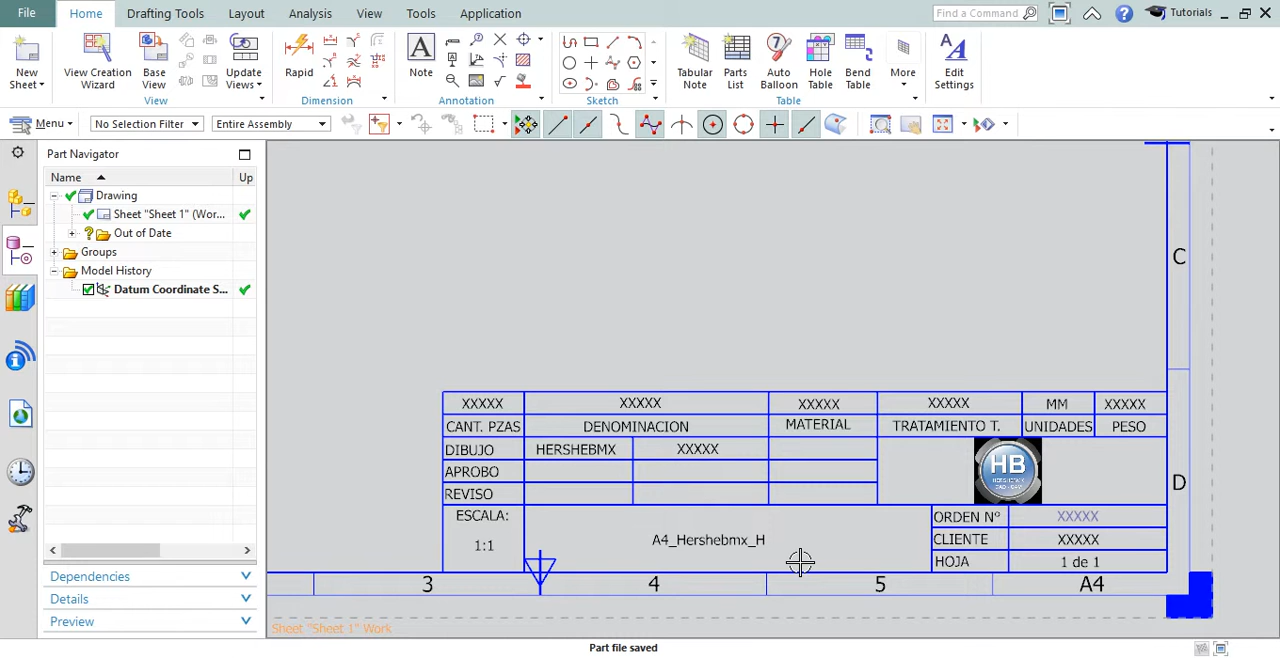 File Home Drafting Tools Layout Analysis View Tools Application Find a Command Tutorials
New Sheet View Creation Wizard Base View Update Views Rapid Note Tabular Note Parts List Auto Balloon Hole Table Bend Table More Edit Settings
View Dimension Annotation Sketch Table
Menu No Selection Filter Entire Assembly
Part Navigator
Name Up
Drawing
Sheet "Sheet 1" (Wor...
Out of Date
Groups
Model History
Datum Coordinate S...
Dependencies
Details
Preview
C
XXXXX XXXXX XXXXX XXXXX MM XXXXX
CANT. PZAS DENOMINACION MATERIAL TRATAMIENTO T. UNIDADES PESO
DIBUJO HERSHEBMX XXXXX
HB
APROBO
D
REVISO
ESCALA: ORDEN Nº XXXXX
1:1 A4_Hershebmx_H CLIENTE XXXXX
HOJA 1 de 1
3 4 5 A4
Sheet "Sheet 1" Work
Part file saved